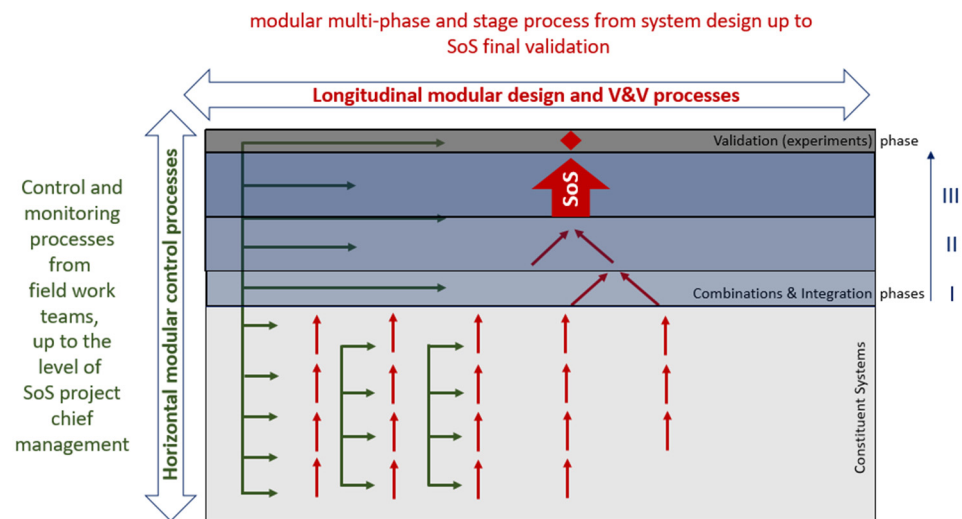 modular multi-phase and stage process from system design up to
SoS final validation
Longitudinal modular design and V&V processes
Control and
monitoring
processes
from
field work
teams,
up to the
level of
SoS project
chief
management
Horizontal modular control processes
Validation (experiments) phase
SoS
III
II
Combinations & Integration phases I
Constituent Systems